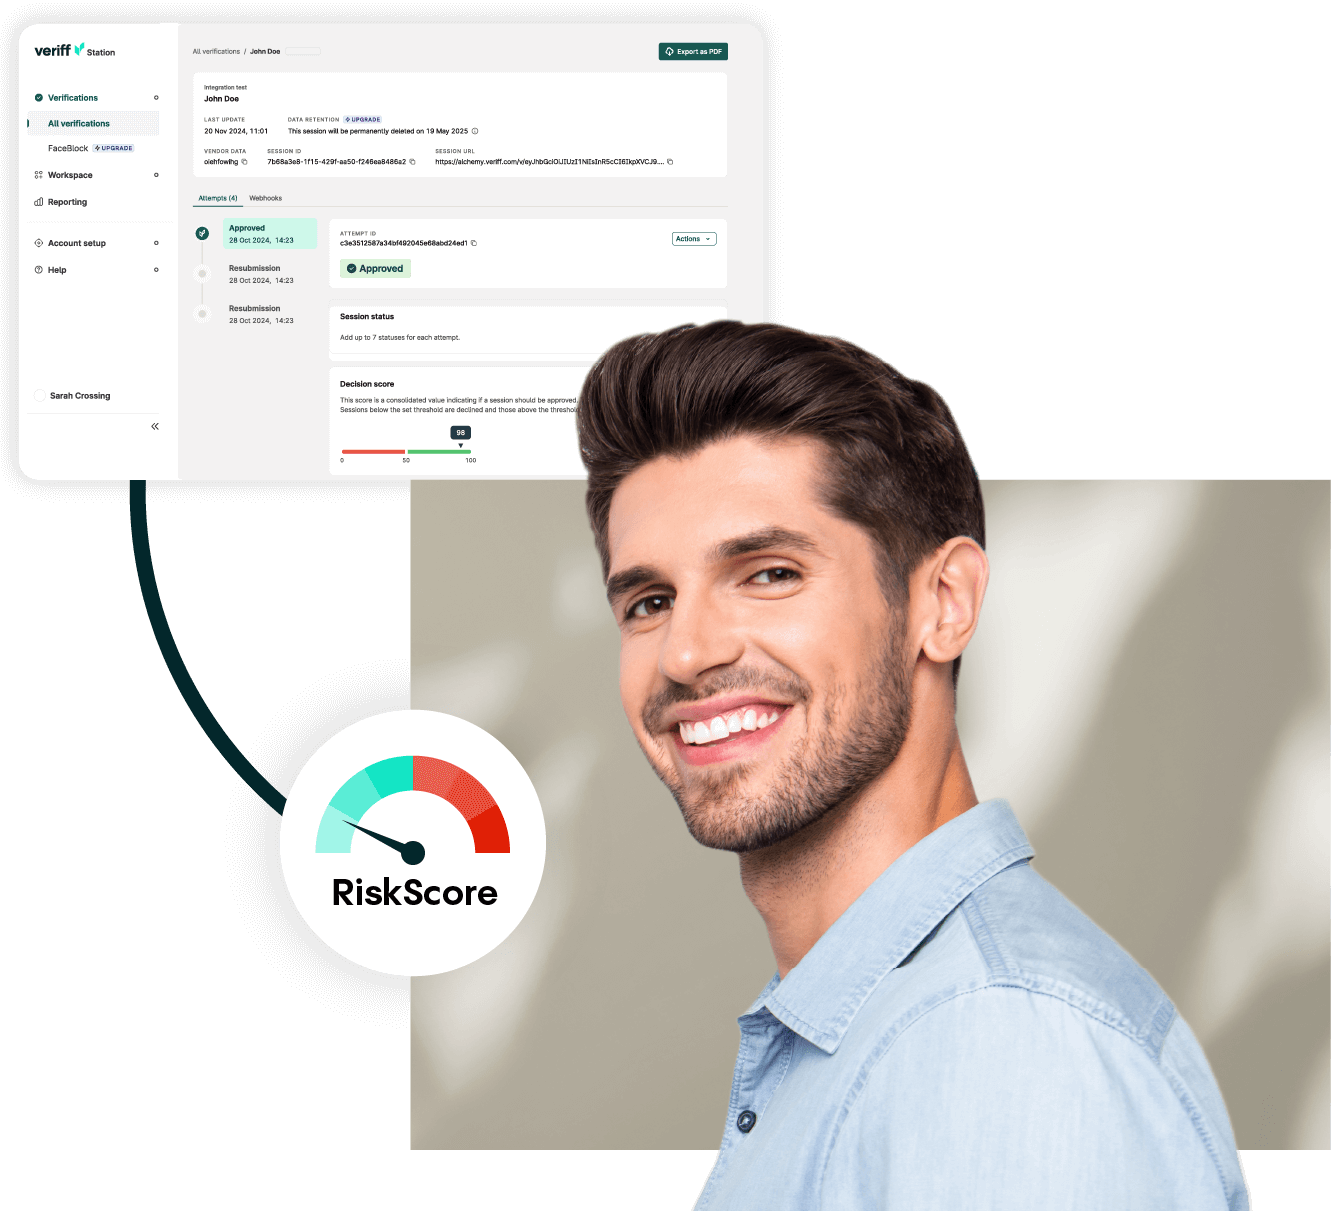 veriff Station
Verifications
All verifications
FaceBlock UPGRADE
Workspace
Reporting
Account setup
Help
Sarah Crossing
All verifications / John Doe
Export as PDF
Integration test
John Doe
LAST UPDATE
20 Nov 2024, 11:01
DATA RETENTION UPGRADE
This session will be permanently deleted on 19 May 2025
VENDOR DATA
olehfowihg
SESSION ID
7b68a3e8-1f15-429f-aa50-f246ea8486a2
SESSION URL
Attempts (4) Webhooks
Approved
28 Oct 2024, 14:23
Resubmission
28 Oct 2024, 14:23
Resubmission
28 Oct 2024, 14:23
ATTEMPT ID
c3e3512587a34bf492045e68abd24ed1
Actions
Approved
Session status
Add up to 7 statuses for each attempt.
Decision score
This score is a consolidated value indicating if a session should be approved.
Sessions below the set threshold are declined and those above the threshold
98
0 50 100
RiskScore